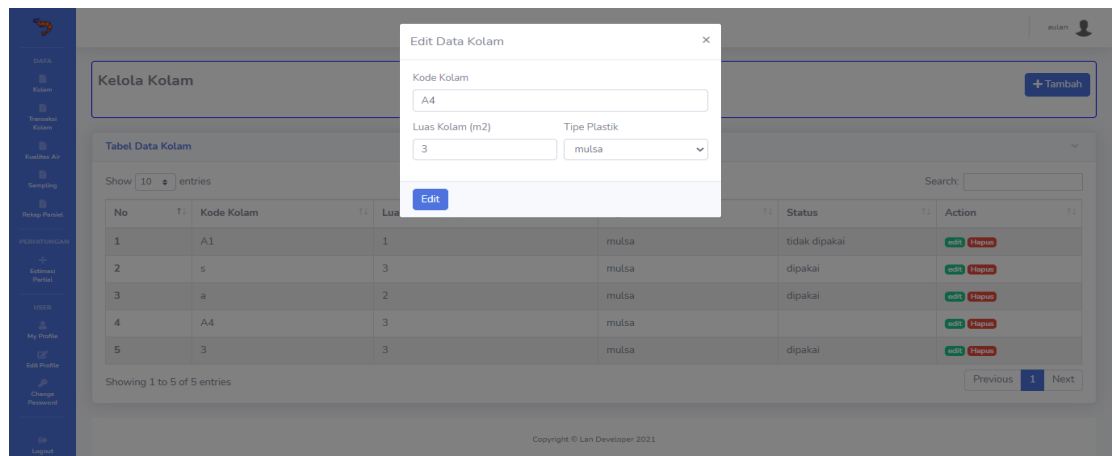 aulan
DATA
Kolam
Transaksi
Kolam
Kualitas Air
Sampling
Rekap Parsial
PERHITUNGAN
Estimasi
Partial
USER
My Profile
Edit Profile
Change
Password
Logout
Kelola Kolam
Tambah
Edit Data Kolam
×
Kode Kolam
A4
Luas Kolam (m2) Tipe Plastik
3 mulsa
Edit
Tabel Data Kolam
Show 10 entries Search:
No Kode Kolam Lua Status Action
1 A1 1 mulsa tidak dipakai edit Hapus
2 s 3 mulsa dipakai edit Hapus
3 a 2 mulsa dipakai edit Hapus
4 A4 3 mulsa edit Hapus
5 3 3 mulsa dipakai edit Hapus
Showing 1 to 5 of 5 entries Previous 1 Next
Copyright © Lan Developer 2021